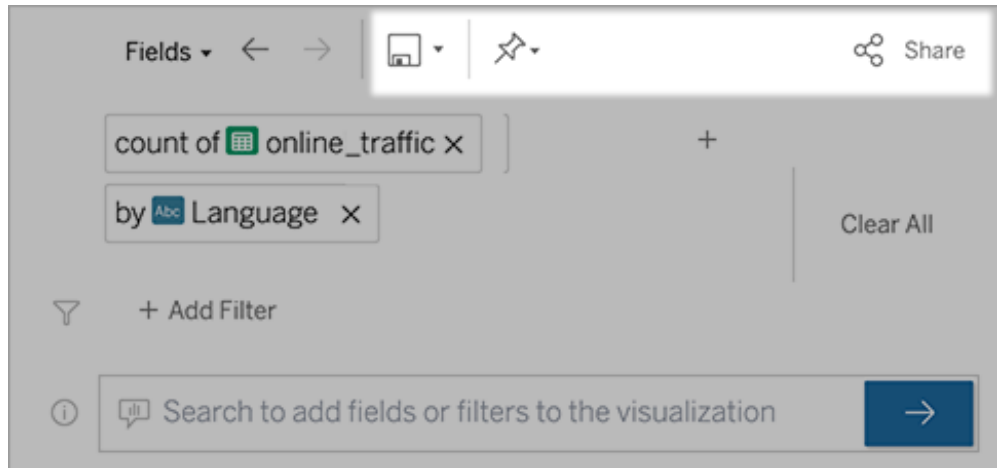 Fields
Share
count of online_traffic ×
+
by Abc Language ×
Clear All
+ Add Filter
Search to add fields or filters to the visualization